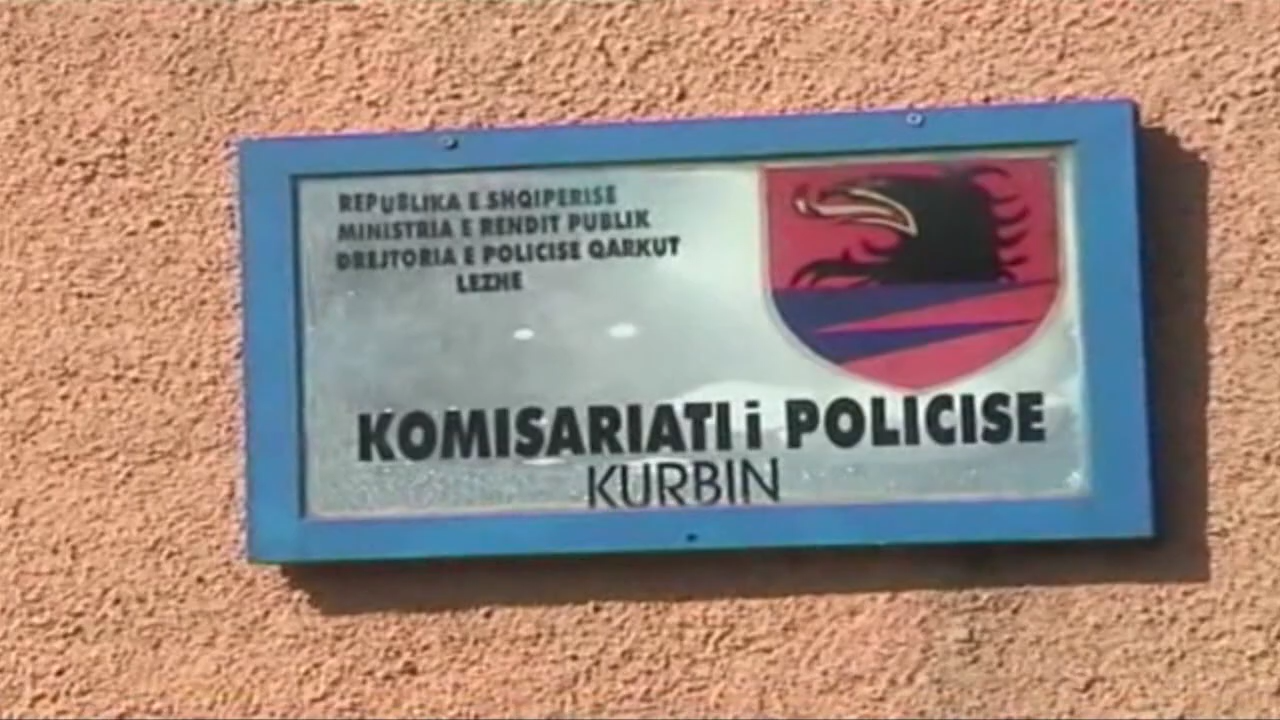 REPUBLIKA E SHQIPERISE
MINISTRIA E RENDIT PUBLIK
DREJTORIA E POLICISE QARKUT
LEZHE
KOMISARIATI i POLICISE
KURBIN